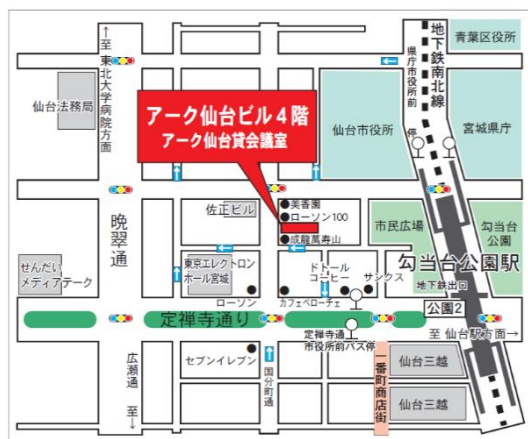 ←至 東北大学病院方面
地下鉄南北線
県庁市役所前 停
青葉区役所
仙台法務局
アーク仙台ビル4階
アーク仙台貸会議室
仙台市役所
宮城県庁
晩翠通
佐正ビル
美香園
ローソン100
成龍萬寿山
市民広場
勾当台
公園
せんだい
メディアテーク
東京エレクトロン
ホール宮城
ドトール
コーヒー
サンクス
勾当台公園駅
地下鉄出口
ローソン
カフェベローチェ
公園2
定禅寺通り
至 仙台駅方面→
定禅寺通
市役所前バス停
広瀬通 至→
セブンイレブン
国分町通
一番町商店街
仙台三越
仙台三越